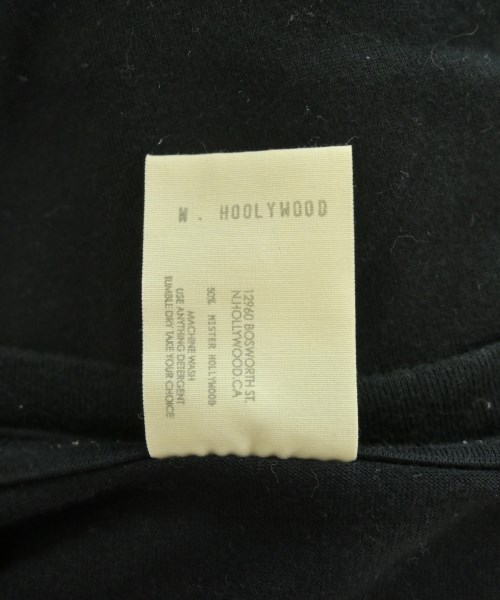 N. HOOLYWOOD
12960 BOSWORTH ST.
N.HOLLYWOOD.CA
50% MISTER HOLLYWOOD
MACHINE WASH
USE ANYTHING DETERGENT
TUMBLE DRY TAKE YOUR CHOICE